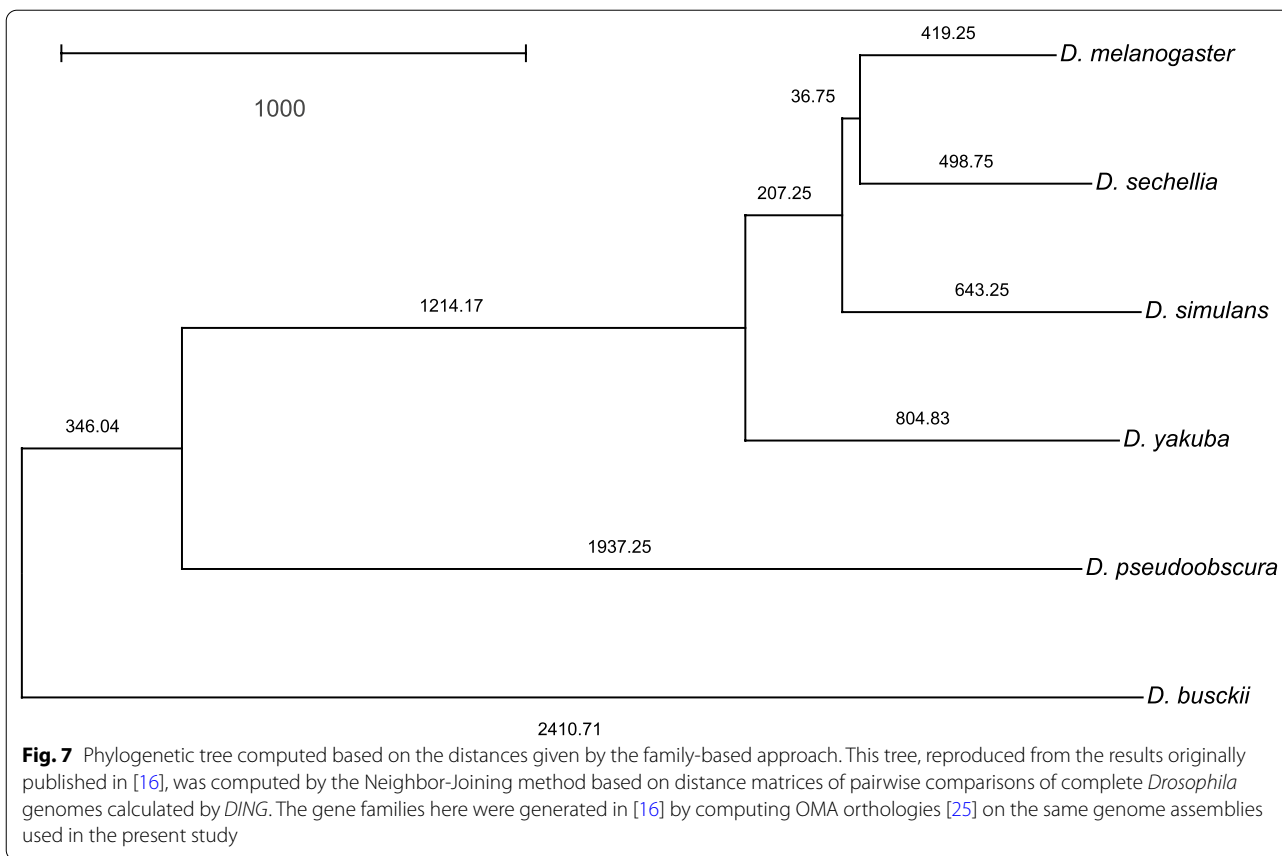 419.25
D. melanogaster
1000
36.75
498.75
D. sechellia
207.25
643.25
D. simulans
1214.17
804.83
D. yakuba
346.04
1937.25
D. pseudoobscura
D. busckii
2410.71
Fig. 7 Phylogenetic tree computed based on the distances given by the family-based approach. This tree, reproduced from the results originally
published in [16], was computed by the Neighbor-Joining method based on distance matrices of pairwise comparisons of complete Drosophila
genomes calculated by DING. The gene families here were generated in [16] by computing OMA orthologies [25] on the same genome assemblies
used in the present study